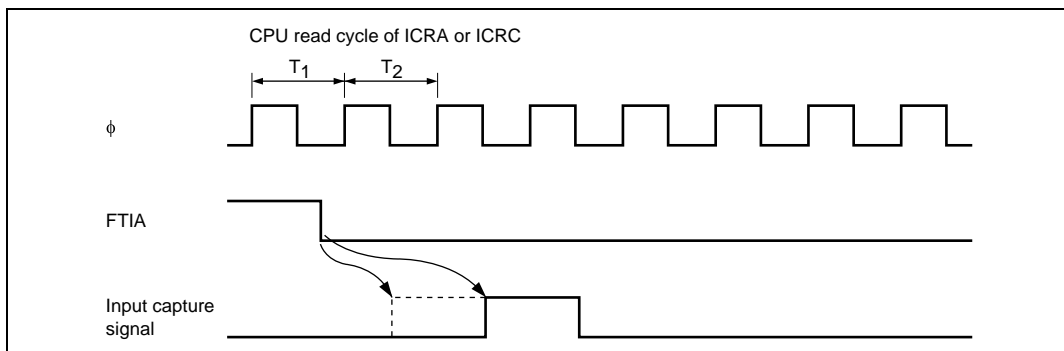 CPU read cycle of ICRA or ICRC
T1 T2
ϕ
FTIA
Input capture
signal